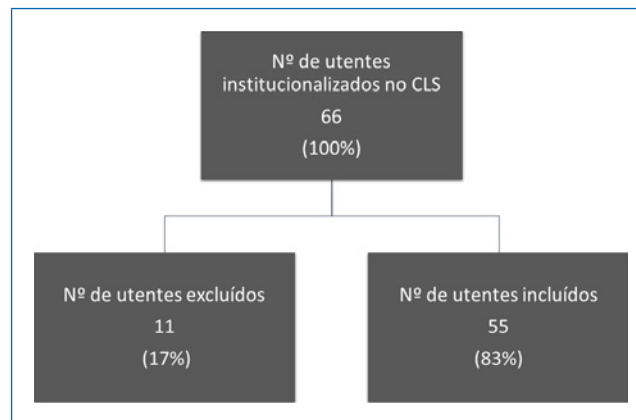 Nº de utentes
institucionalizados no CLS
66
(100%)
Nº de utentes excluídos
11
(17%)
Nº de utentes incluídos
55
(83%)